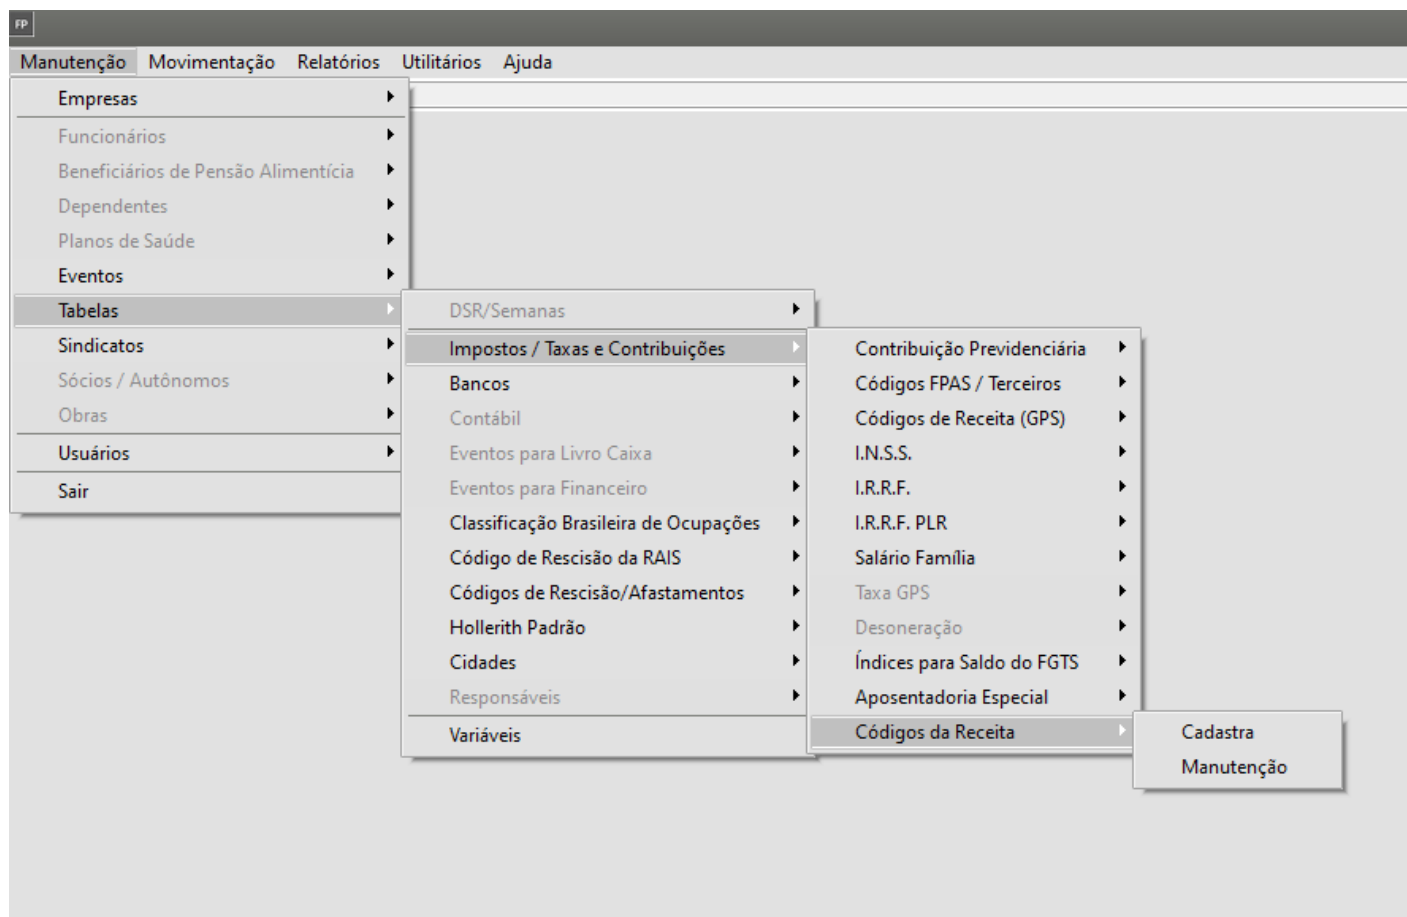 FP
Manutenção Movimentação Relatórios Utilitários Ajuda
Empresas
Funcionários
Beneficiários de Pensão Alimentícia
Dependentes
Planos de Saúde
Eventos
Tabelas
Sindicatos
Sócios / Autônomos
Obras
Usuários
Sair
DSR/Semanas
Impostos / Taxas e Contribuições
Bancos
Contábil
Eventos para Livro Caixa
Eventos para Financeiro
Classificação Brasileira de Ocupações
Código de Rescisão da RAIS
Códigos de Rescisão/Afastamentos
Hollerith Padrão
Cidades
Responsáveis
Variáveis
Contribuição Previdenciária
Códigos FPAS / Terceiros
Códigos de Receita (GPS)
I.N.S.S.
I.R.R.F.
I.R.R.F. PLR
Salário Família
Taxa GPS
Desoneração
Índices para Saldo do FGTS
Aposentadoria Especial
Códigos da Receita
Cadastra
Manutenção